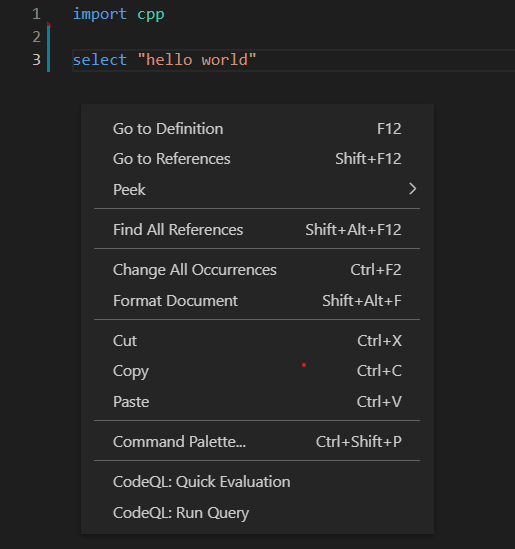 1 import cpp
2
3 select "hello world"
Go to Definition F12
Go to References Shift+F12
Peek
Find All References Shift+Alt+F12
Change All Occurrences Ctrl+F2
Format Document Shift+Alt+F
Cut Ctrl+X
Copy Ctrl+C
Paste Ctrl+V
Command Palette... Ctrl+Shift+P
CodeQL: Quick Evaluation
CodeQL: Run Query